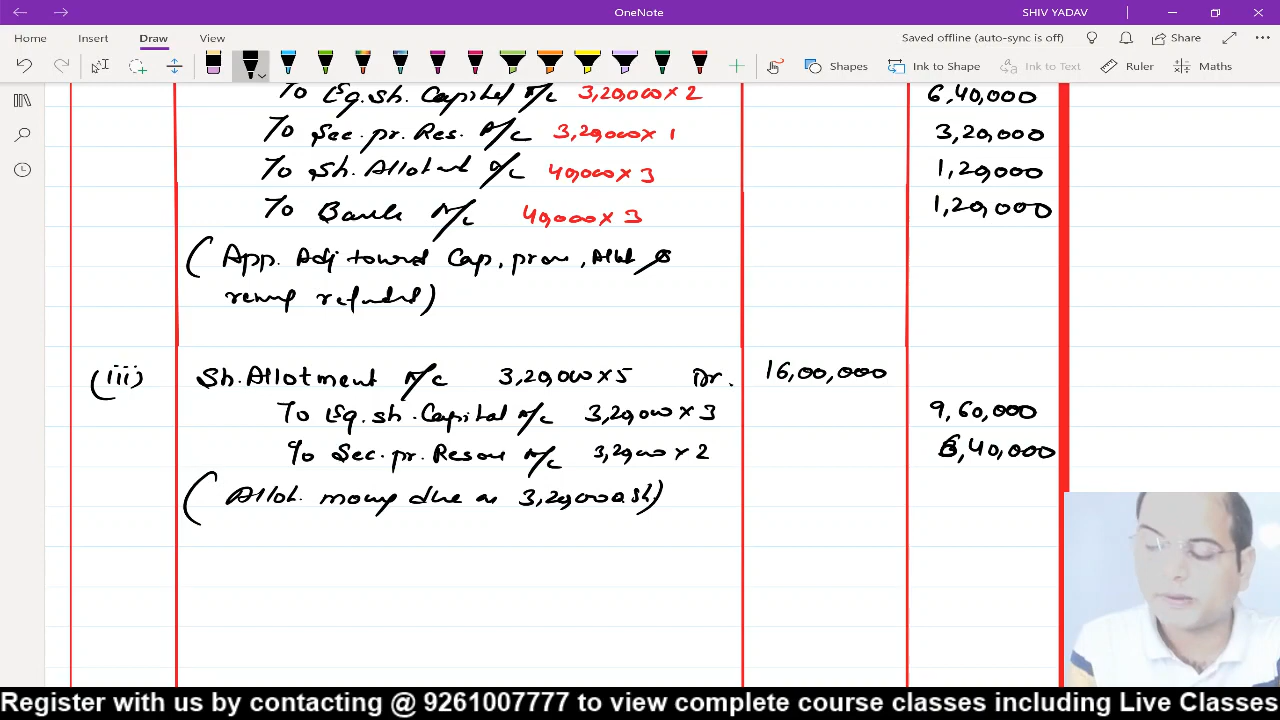 OneNote
SHIV YADAV
Home Insert Draw View
Saved offline (auto-sync is off)
Share
Shapes
Ink to Shape
Ink to Text
Ruler
Maths
To Eq. Sh. Capital A/c 3,20,000 × 2 6,40,000
To Sec. pr. Res. A/c 3,20,000 × 1 3,20,000
To Sh. Allotment A/c 40,000 × 3 1,20,000
To Bank A/c 40,000 × 3 1,20,000
( App. Adj toward Cap, prem, Allot &
refunded)
(iii) Sh. Allotment A/c 3,20,000 × 5 Dr. 16,00,000
To Eq. sh. Capital A/c 3,20,000 × 3 9,60,000
To Sec. pr. Reserve A/c 3,20,000 × 2 6,40,000
( Allot. money due on 3,20,000 sh)
Register with us by contacting @ 9261007777 to view complete course classes including Live Classes